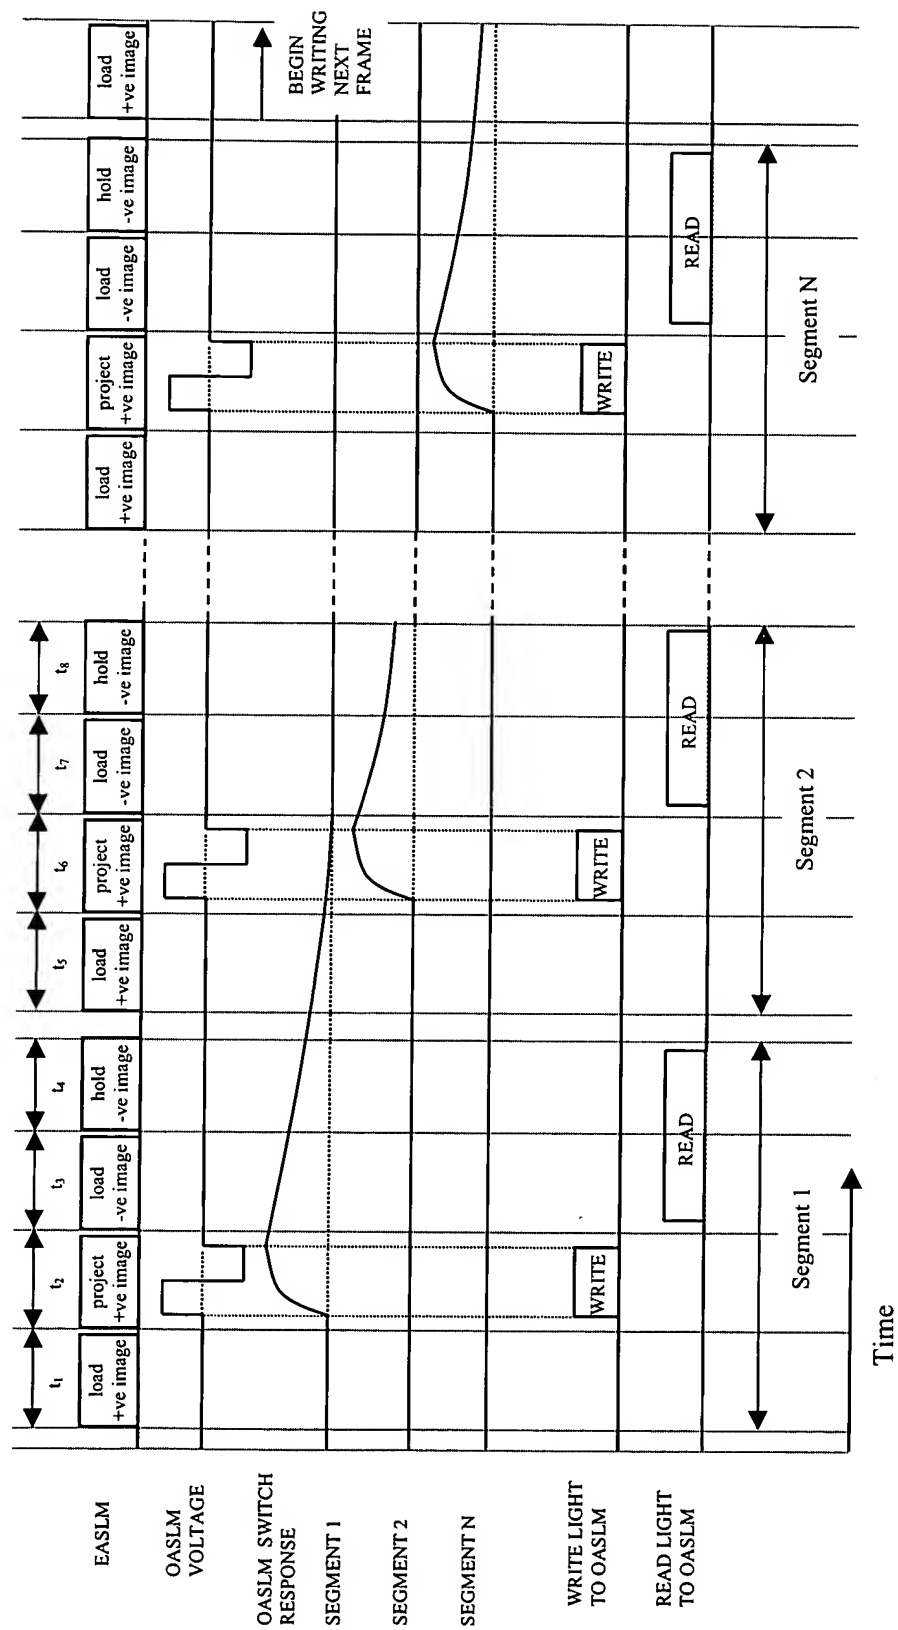 EASLM
t₁
t₂
t₃
t₄
t₅
t₆
t₇
t₈
load
+ve image
project
+ve image
load
-ve image
hold
-ve image
load
+ve image
project
+ve image
load
-ve image
hold
-ve image
load
+ve image
project
+ve image
load
-ve image
hold
-ve image
load
+ve image
OASLM
VOLTAGE
BEGIN
WRITING
NEXT
FRAME
OASLM SWITCH
RESPONSE
SEGMENT 1
SEGMENT 2
SEGMENT N
WRITE LIGHT
TO OASLM
WRITE
WRITE
WRITE
READ LIGHT
TO OASLM
READ
READ
READ
Segment 1
Segment 2
Segment N
Time